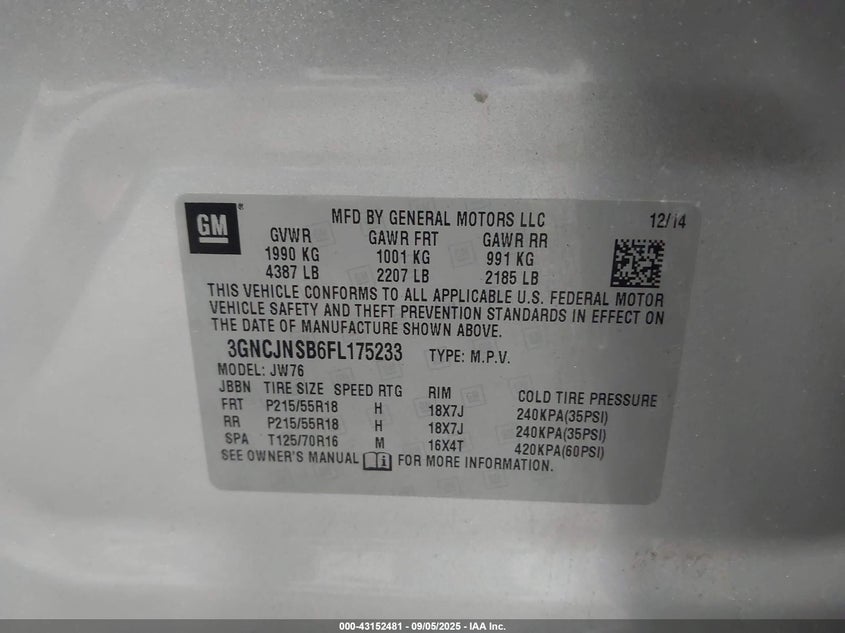 GM ®
MFD BY GENERAL MOTORS LLC 12/14
GVWR GAWR FRT GAWR RR
1990 KG 1001 KG 991 KG
4387 LB 2207 LB 2185 LB
THIS VEHICLE CONFORMS TO ALL APPLICABLE U.S. FEDERAL MOTOR
VEHICLE SAFETY AND THEFT PREVENTION STANDARDS IN EFFECT ON
THE DATE OF MANUFACTURE SHOWN ABOVE.
3GNCJNSB6FL175233 TYPE: M.P.V.
MODEL: JW76
JBBN TIRE SIZE SPEED RTG RIM COLD TIRE PRESSURE
FRT P215/55R18 H 18X7J 240KPA(35PSI)
RR P215/55R18 H 18X7J 240KPA(35PSI)
SPA T125/70R16 M 16X4T 420KPA(60PSI)
SEE OWNER'S MANUAL i FOR MORE INFORMATION.
000-43152481 - 09/05/2025 - IAA Inc.